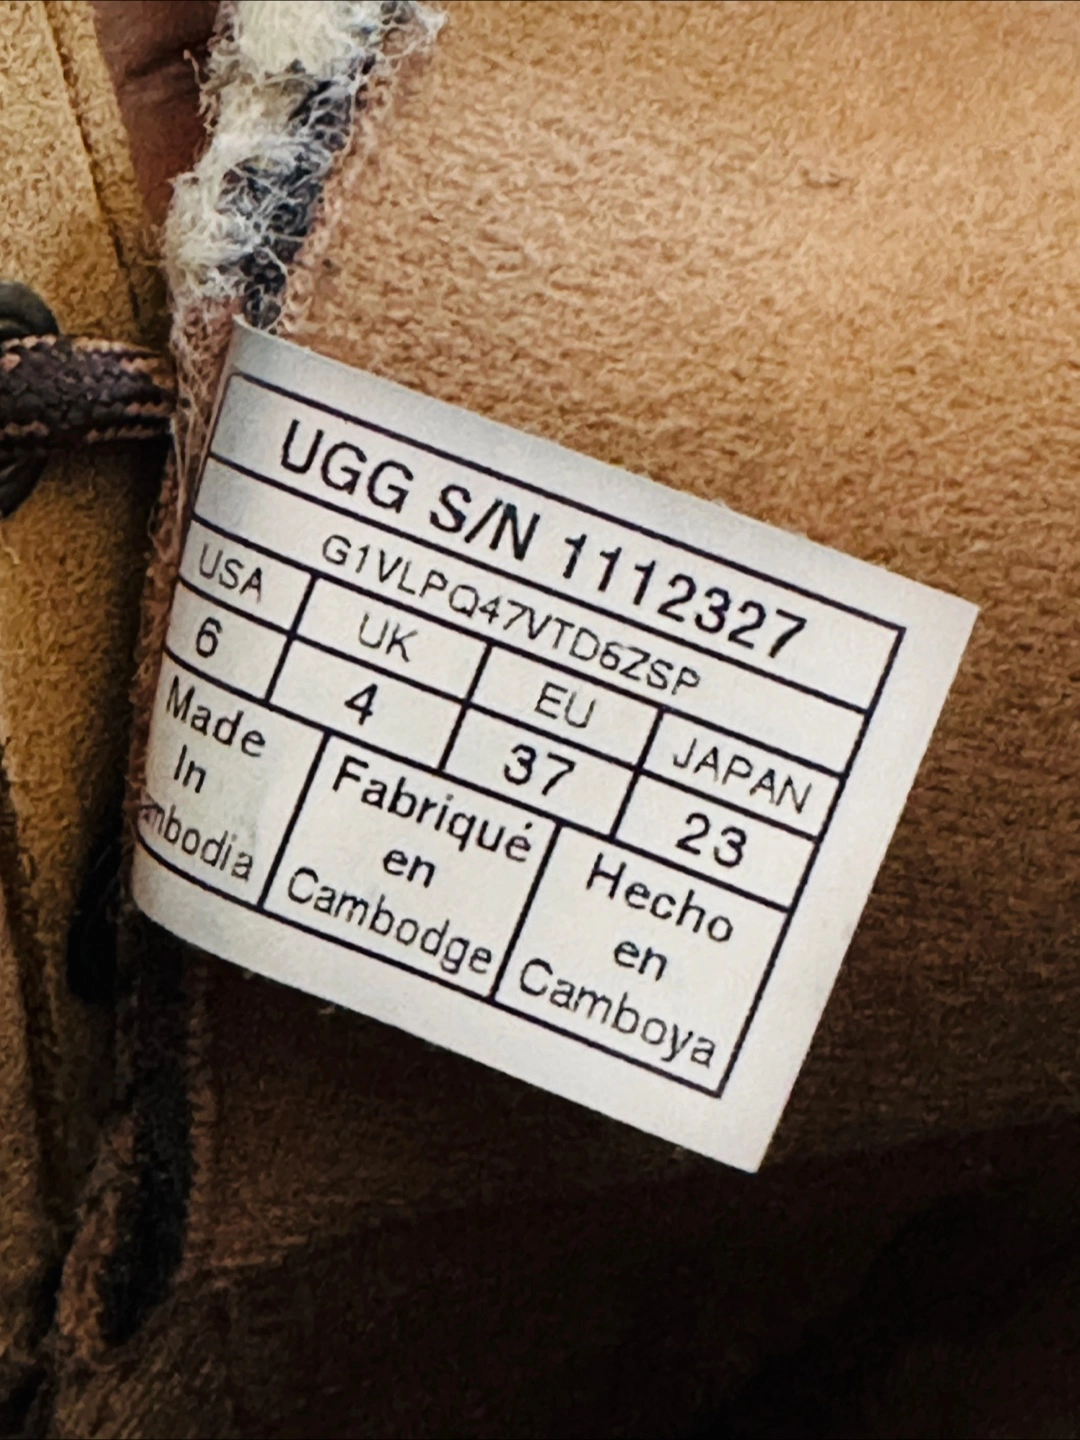 UGG S/N 1112327
G1VLPQ47VTD6ZSP
USA UK EU JAPAN
6 4 37 23
Made In
Fabriqué en Cambodge
Hecho en Camboya